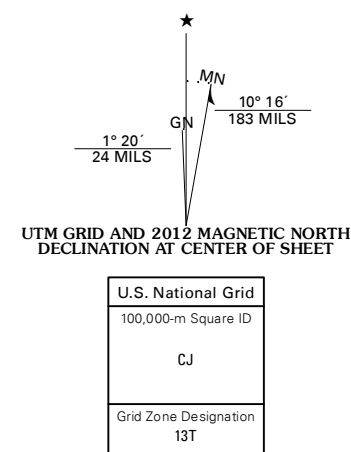 ★
MN
GN
10° 16´
183 MILS
1° 20´
24 MILS
UTM GRID AND 2012 MAGNETIC NORTH
DECLINATION AT CENTER OF SHEET
U.S. National Grid
100,000-m Square ID
CJ
Grid Zone Designation
13T